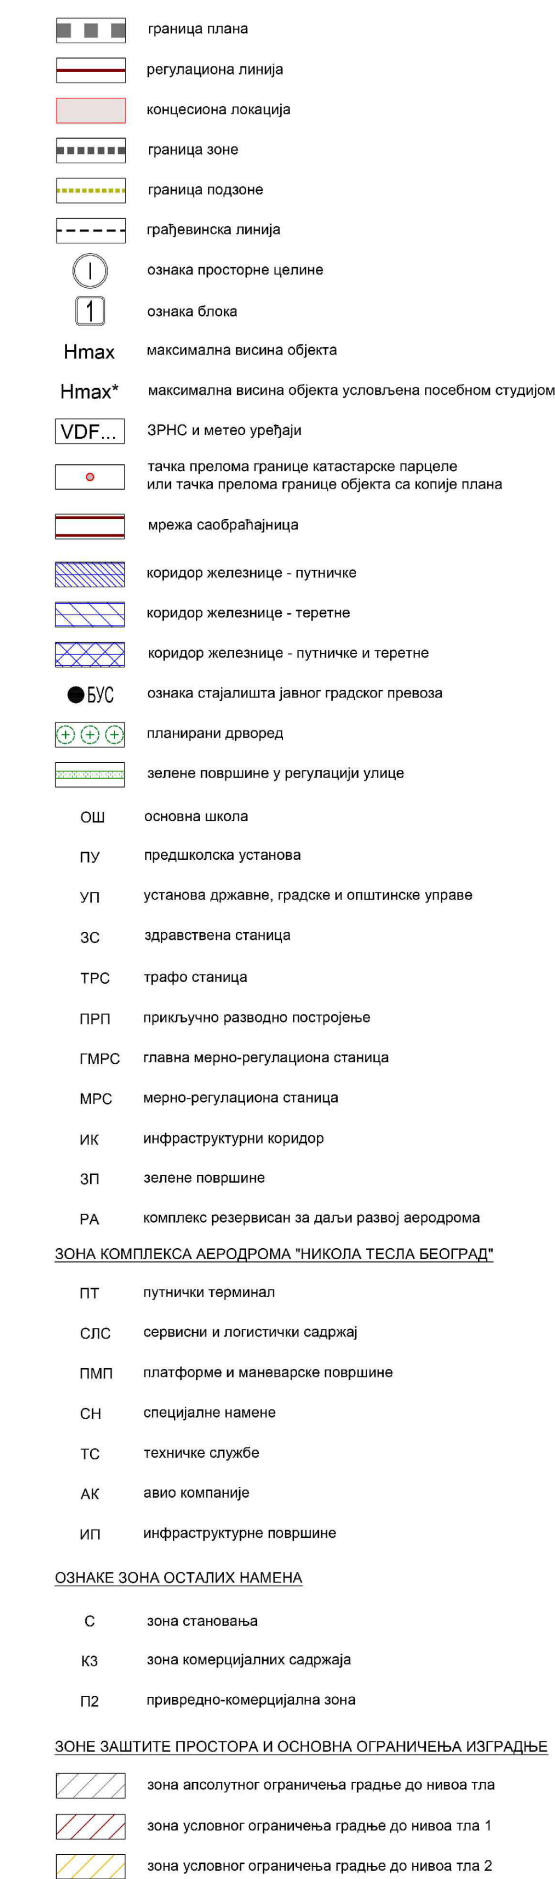 граница плана
регулациона линија
концесиона локација
граница зоне
граница подзоне
грађевинска линија
I ознака просторне целине
1 ознака блока
Hmax максимална висина објекта
Hmax* максимална висина објекта условљена посебном студијом
VDF... ЗРНС и метео уређаји
тачка прелома границе катастарске парцеле
или тачка прелома границе објекта са копије плана
мрежа саобраћајница
коридор железнице - путничке
коридор железнице - теретне
коридор железнице - путничке и теретне
БУС ознака стајалишта јавног градског превоза
планирани дрворед
зелене површине у регулацији улице
ОШ основна школа
ПУ предшколска установа
УП установа државне, градске и општинске управе
ЗС здравствена станица
ТРС трафо станица
ПРП прикључно разводно постројење
ГМРС главна мерно-регулациона станица
МРС мерно-регулациона станица
ИК инфраструктурни коридор
ЗП зелене површине
РА комплекс резервисан за даљи развој аеродрома
ЗОНА КОМПЛЕКСА АЕРОДРОМА "НИКОЛА ТЕСЛА БЕОГРАД"
ПТ путнички терминал
СЛС сервисни и логистички садржај
ПМП платформе и маневарске површине
СН специјалне намене
ТС техничке службе
АК авио компаније
ИП инфраструктурне површине
ОЗНАКЕ ЗОНА ОСТАЛИХ НАМЕНА
С зона становања
К3 зона комерцијалних садржаја
П2 привредно-комерцијална зона
ЗОНЕ ЗАШТИТЕ ПРОСТОРА И ОСНОВНА ОГРАНИЧЕЊА ИЗГРАДЊЕ
зона апсолутног ограничења градње до нивоа тла
зона условног ограничења градње до нивоа тла 1
зона условног ограничења градње до нивоа тла 2